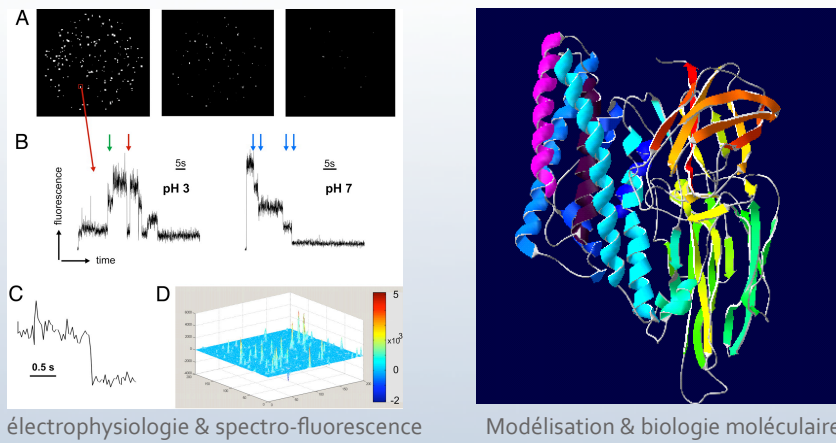 A
B
fluorescence
time
5s
pH 3
5s
pH 7
C
0.5 s
D
5
x10³
2
0
-2
électrophysiologie & spectro-fluorescence
Modélisation & biologie moléculaire